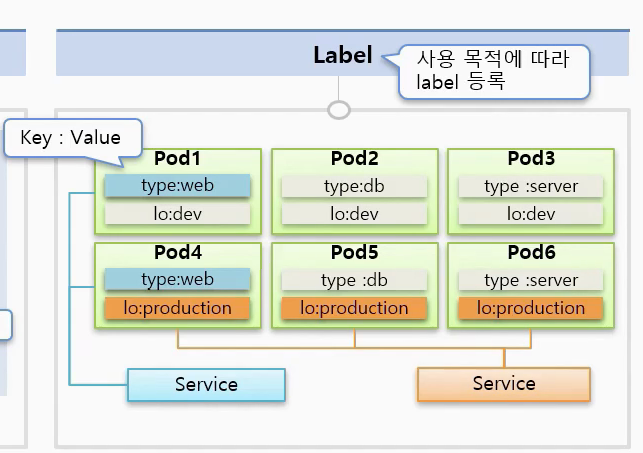 Label
사용 목적에 따라
label 등록
Key : Value
Pod1
type:web
lo:dev
Pod2
type:db
lo:dev
Pod3
type :server
lo:dev
Pod4
type:web
lo:production
Pod5
type :db
lo:production
Pod6
type :server
lo:production
Service
Service